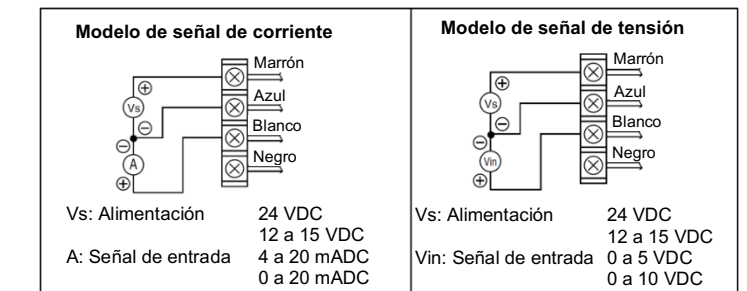 Modelo de señal de corriente
Marrón
Azul
Blanco
Negro
Vs
A
Vs: Alimentación 24 VDC
12 a 15 VDC
A: Señal de entrada 4 a 20 mADC
0 a 20 mADC
Modelo de señal de tensión
Marrón
Azul
Blanco
Negro
Vs
Vin
Vs: Alimentación 24 VDC
12 a 15 VDC
Vin: Señal de entrada 0 a 5 VDC
0 a 10 VDC